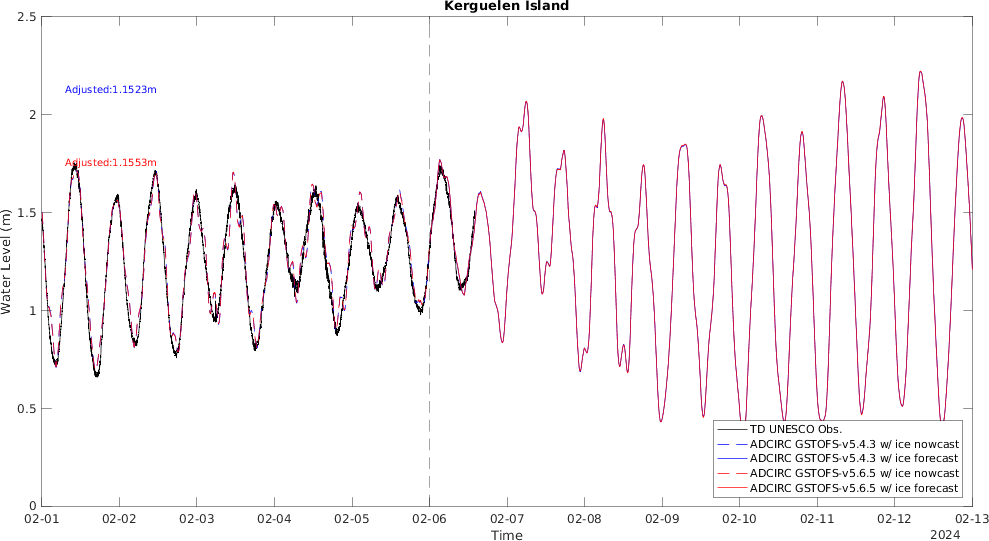 Kerguelen Island
2.5
2
1.5
1
0.5
0
Water Level (m)
Adjusted:1.1523m
Adjusted:1.1553m
TD UNESCO Obs.
ADCIRC GSTOFS-v5.4.3 w/ ice nowcast
ADCIRC GSTOFS-v5.4.3 w/ ice forecast
ADCIRC GSTOFS-v5.6.5 w/ ice nowcast
ADCIRC GSTOFS-v5.6.5 w/ ice forecast
02-01 02-02 02-03 02-04 02-05 02-06 02-07 02-08 02-09 02-10 02-11 02-12 02-13
Time
2024